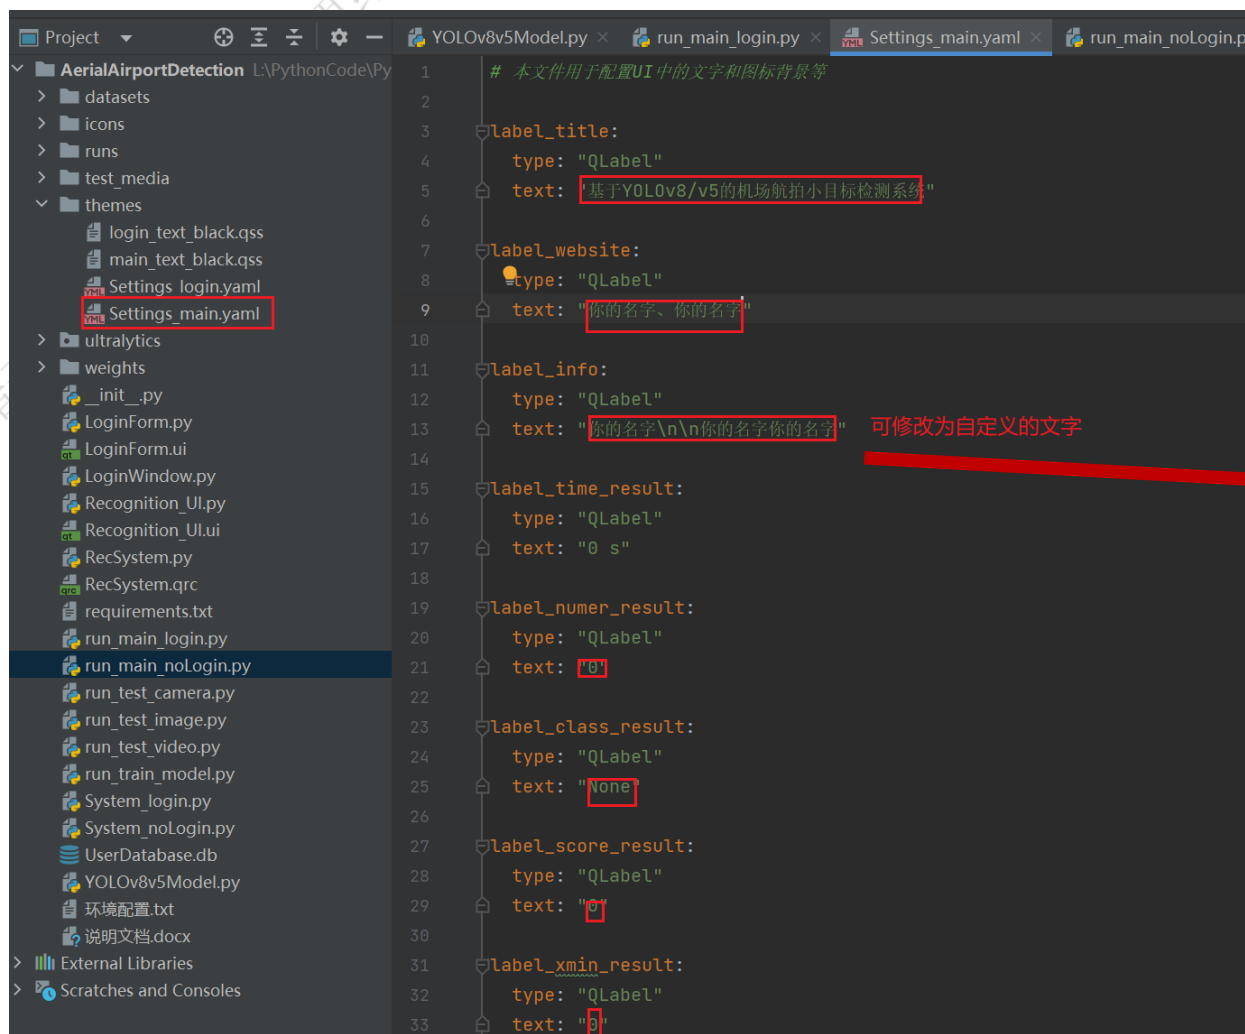 Project
YOLOv8v5Model.py
run_main_login.py
Settings_main.yaml
run_main_noLogin.p
AerialAirportDetection L:\PythonCode\Py
datasets
icons
runs
test_media
themes
login_text_black.qss
main_text_black.qss
Settings_login.yaml
Settings_main.yaml
ultralytics
weights
__init__.py
LoginForm.py
LoginForm.ui
LoginWindow.py
Recognition_UI.py
Recognition_UI.ui
RecSystem.py
RecSystem.qrc
requirements.txt
run_main_login.py
run_main_noLogin.py
run_test_camera.py
run_test_image.py
run_test_video.py
run_train_model.py
System_login.py
System_noLogin.py
UserDatabase.db
YOLOv8v5Model.py
环境配置.txt
说明文档.docx
External Libraries
Scratches and Consoles
1 # 本文件用于配置UI中的文字和图标背景等
2
3 label_title:
4 type: "QLabel"
5 text: "基于YOLOv8/v5的机场航拍小目标检测系统"
6
7 label_website:
8 type: "QLabel"
9 text: "你的名字、你的名字"
10
11 label_info:
12 type: "QLabel"
13 text: "你的名字\n\n你的名字你的名字"
可修改为自定义的文字
14
15 label_time_result:
16 type: "QLabel"
17 text: "0 s"
18
19 label_numer_result:
20 type: "QLabel"
21 text: "0"
22
23 label_class_result:
24 type: "QLabel"
25 text: "None"
26
27 label_score_result:
28 type: "QLabel"
29 text: "0"
30
31 label_xmin_result:
32 type: "QLabel"
33 text: "0"